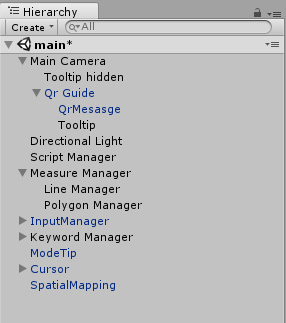 Hierarchy
Create All
main*
Main Camera
Tooltip hidden
Qr Guide
QrMesasge
Tooltip
Directional Light
Script Manager
Measure Manager
Line Manager
Polygon Manager
InputManager
Keyword Manager
ModeTip
Cursor
SpatialMapping